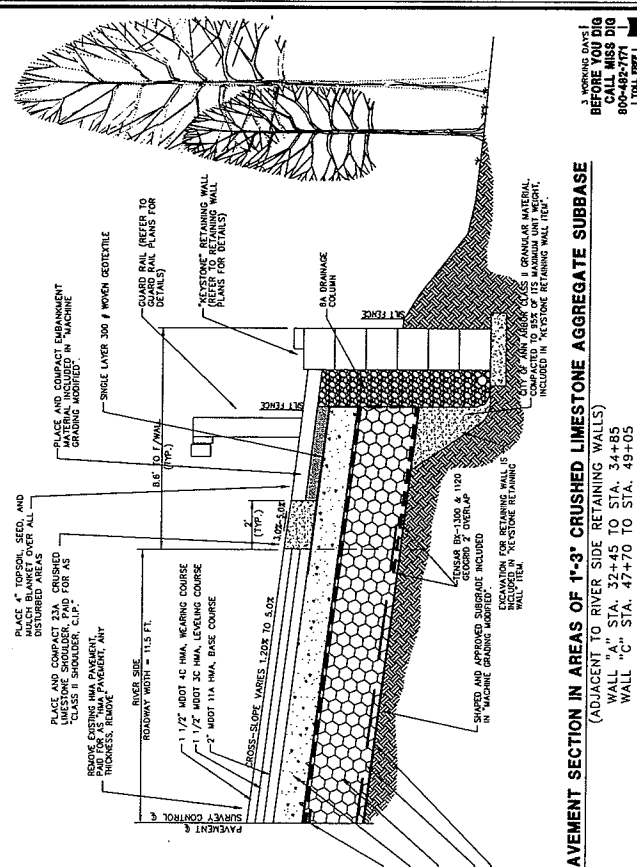 PLACE 4" TOPSOIL, SEED, AND
MULCH BLANKET OVER ALL
DISTURBED AREAS
PLACE AND COMPACT 23A CRUSHED
LIMESTONE SHOULDER, PAID FOR AS
"CLASS II SHOULDER, C.I.P."
REMOVE EXISTING HMA PAVEMENT,
PAID FOR AS "HMA PAVEMENT, ANY
THICKNESS, REMOVE
RIVER SIDE
ROADWAY WIDTH = 11.5 FT.
1 1/2" MDOT 4C HMA, WEARING COURSE
1 1/2" MDOT 3C HMA, LEVELING COURSE
2" MDOT 11A HMA, BASE COURSE
CROSS-SLOPE VARIES 1.20% TO 5.0%
PAVEMENT ℄
SURVEY CONTROL ℄
PLACE AND COMPACT EMBANKMENT
MATERIAL INCLUDED IN "MACHINE
GRADING MODIFIED".
SINGLE LAYER 300 # WOVEN GEOTEXTILE
GUARD RAIL (REFER TO
GUARD RAIL PLANS FOR
DETAILS)
"KEYSTONE" RETAINING WALL
(REFER TO RETAINING WALL
PLANS FOR DETAILS)
8.6' TO F/WALL
(TYP.)
2'
(TYP.)
SILT FENCE
6A DRAINAGE
COLUMN
SILT FENCE
TENSAR BX-1300 & 1120
GEOGRID 2' OVERLAP
SHAPED AND APPROVED SUBGRADE INCLUDED
IN "MACHINE GRADING MODIFIED".
EXCAVATION FOR RETAINING WALL IS
INCLUDED IN "KEYSTONE RETAINING
WALL ITEM.
CITY OF ANN ARBOR CLASS II GRANULAR MATERIAL,
COMPACTED TO 95% OF ITS MAXIMUM UNIT WEIGHT,
INCLUDED IN "KEYSTONE RETAINING WALL ITEM".
AVEMENT SECTION IN AREAS OF 1"-3" CRUSHED LIMESTONE AGGREGATE SUBBASE
(ADJACENT TO RIVER SIDE RETAINING WALLS)
WALL "A" STA. 32+45 TO STA. 34+85
WALL "C" STA. 47+70 TO STA. 49+05
3 WORKING DAYS
BEFORE YOU DIG
CALL MISS DIG
800-482-7171
(TOLL FREE)